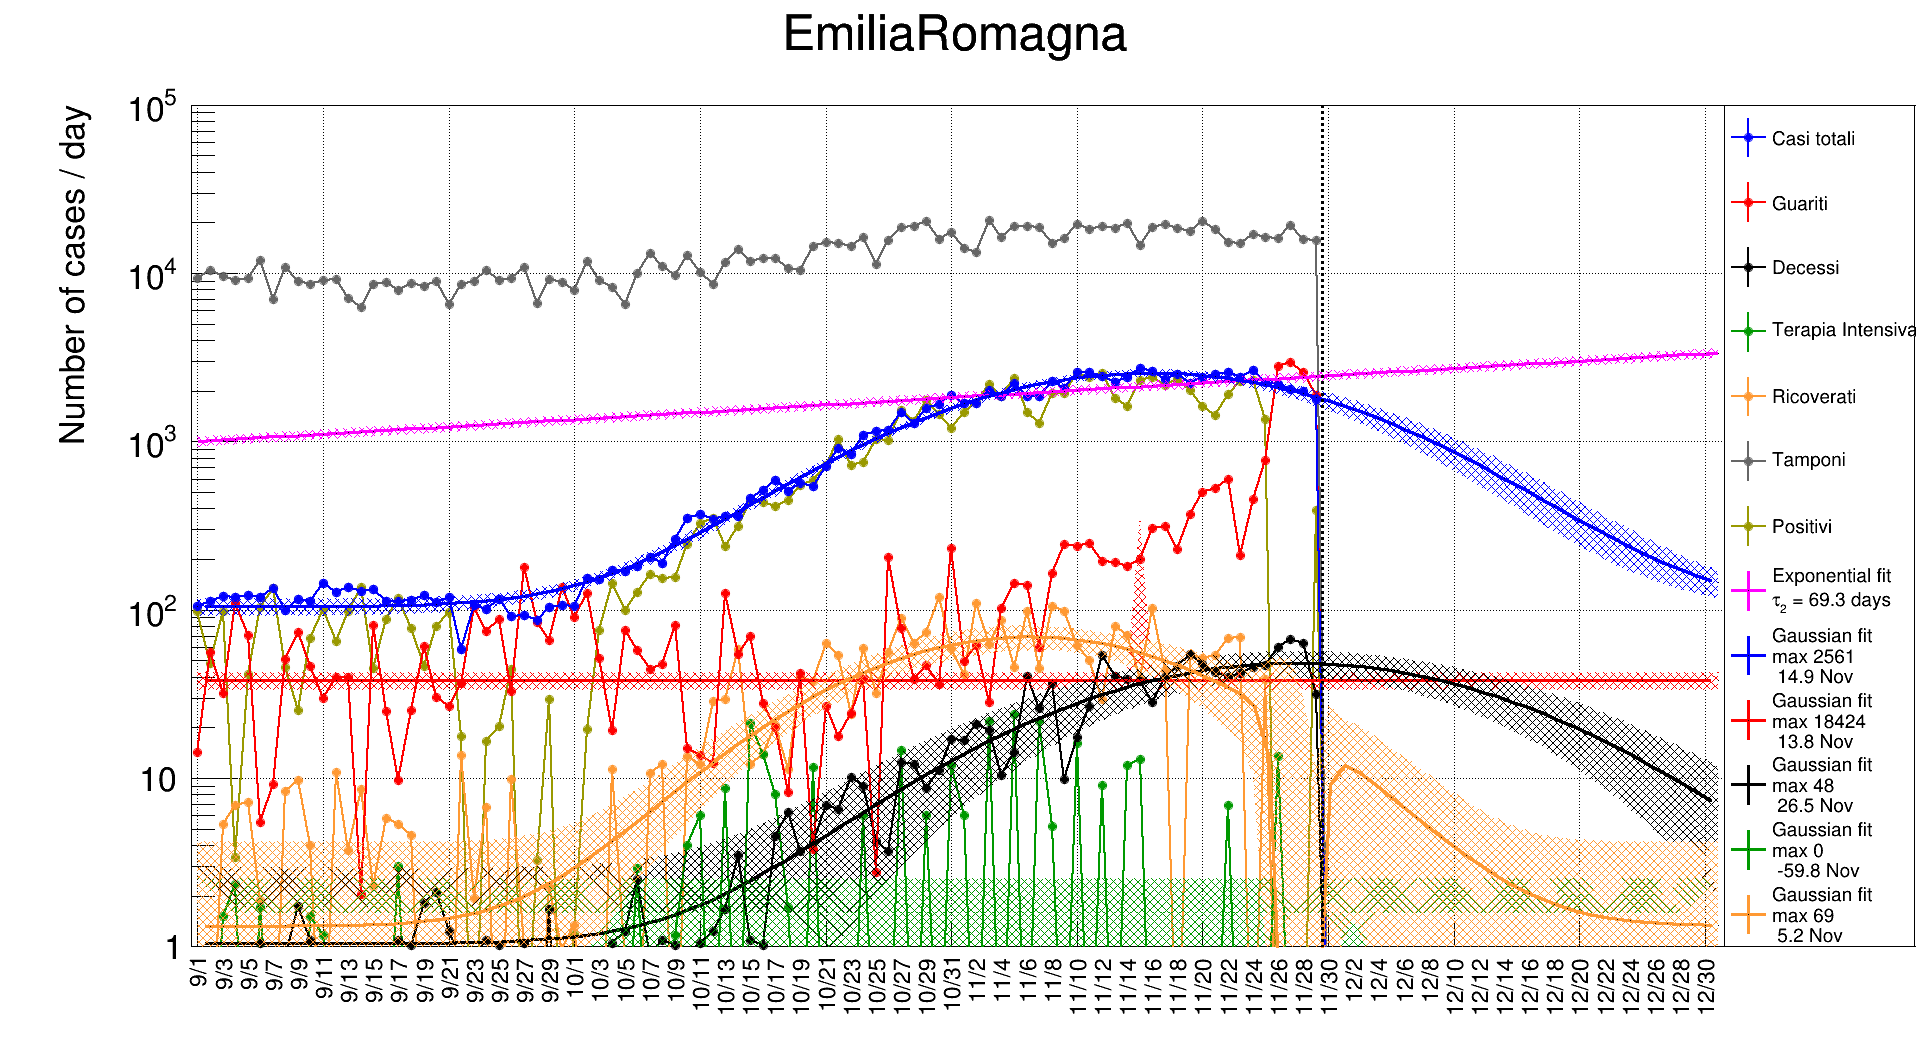 EmiliaRomagna
Number of cases / day
10^5
10^4
10^3
10^2
10
1
9/1 9/3 9/5 9/7 9/9 9/11 9/13 9/15 9/17 9/19 9/21 9/23 9/25 9/27 9/29 10/1 10/3 10/5 10/7 10/9 10/11 10/13 10/15 10/17 10/19 10/21 10/23 10/25 10/27 10/29 10/31 11/2 11/4 11/6 11/8 11/10 11/12 11/14 11/16 11/18 11/20 11/22 11/24 11/26 11/28 11/30 12/2 12/4 12/6 12/8 12/10 12/12 12/14 12/16 12/18 12/20 12/22 12/24 12/26 12/28 12/30
Casi totali
Guariti
Decessi
Terapia Intensiva
Ricoverati
Tamponi
Positivi
Exponential fit
τ₂ = 69.3 days
Gaussian fit
max 2561
14.9 Nov
Gaussian fit
max 18424
13.8 Nov
Gaussian fit
max 48
26.5 Nov
Gaussian fit
max 0
-59.8 Nov
Gaussian fit
max 69
5.2 Nov